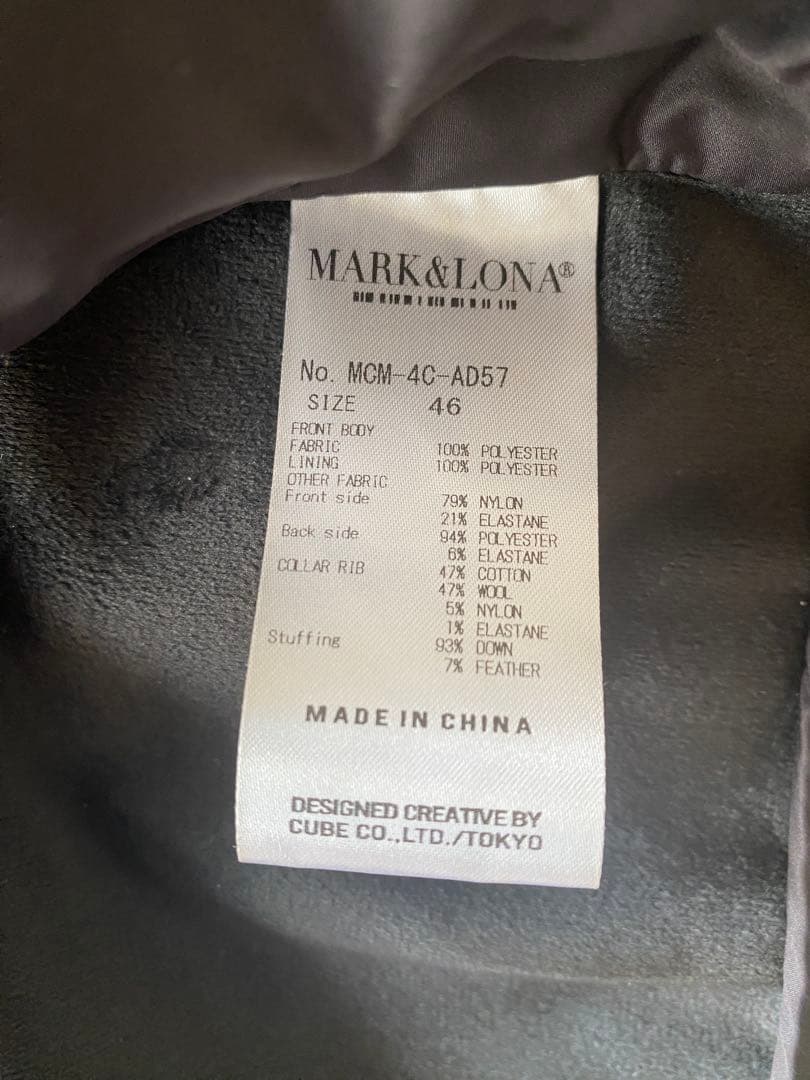 MARK&LONA®
No. MCM-4C-AD57
SIZE 46
FRONT BODY
FABRIC 100% POLYESTER
LINING 100% POLYESTER
OTHER FABRIC
Front side 79% NYLON
21% ELASTANE
Back side 94% POLYESTER
6% ELASTANE
COLLAR RIB 47% COTTON
47% WOOL
5% NYLON
1% ELASTANE
Stuffing 93% DOWN
7% FEATHER
MADE IN CHINA
DESIGNED CREATIVE BY
CUBE CO.,LTD./TOKYO